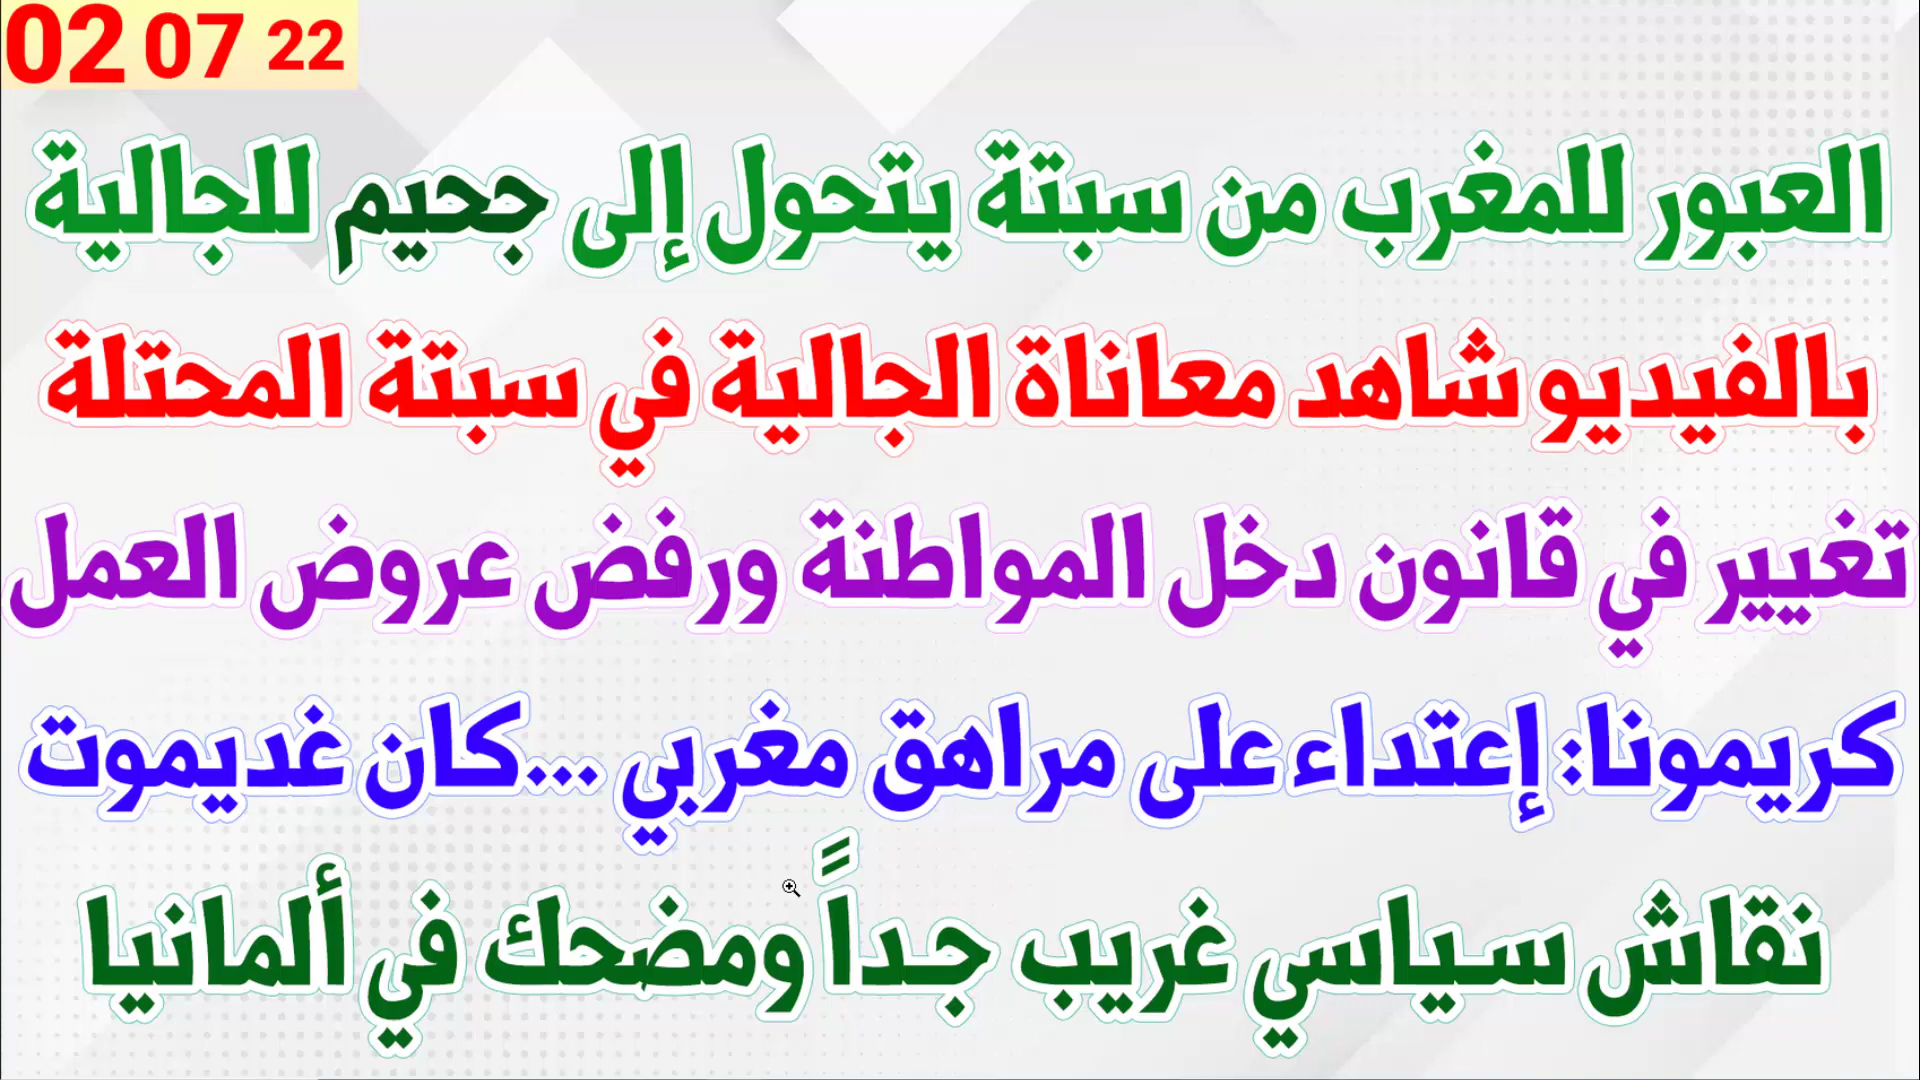 02 07 22
العبور للمغرب من سبتة يتحول إلى جحيم للجالية
بالفيديو شاهد معاناة الجالية في سبتة المحتلة
تغيير في قانون دخل المواطنة ورفض عروض العمل
كريمونا: إعتداء على مراهق مغربي ...كان غديموت
نقاش سياسي غريب جداً ومضحك في ألمانيا